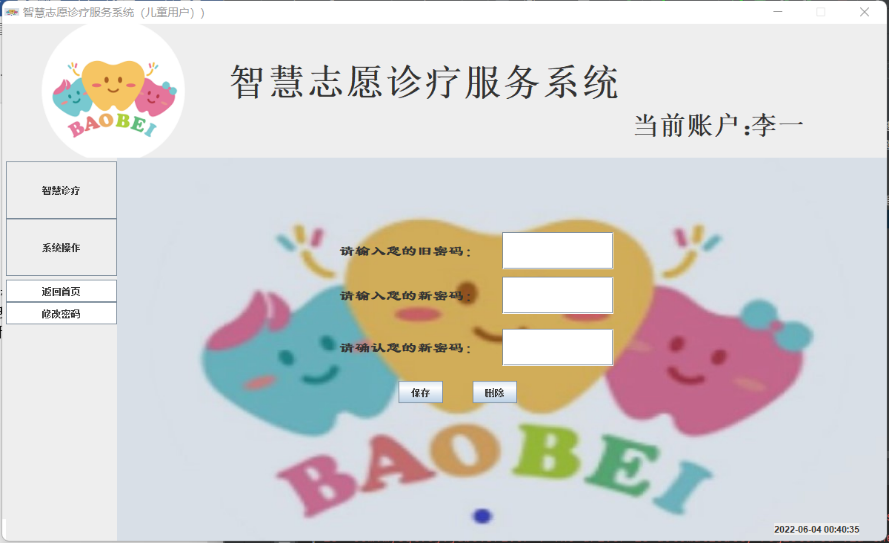 智慧志愿诊疗服务系统（儿童用户））
智慧志愿诊疗服务系统
当前账户:李一
BAOBEI
智慧诊疗
系统操作
返回首页
修改密码
请输入您的旧密码：
请输入您的新密码：
请确认您的新密码：
保存
删除
BAOBEI
2022-06-04 00:40:35